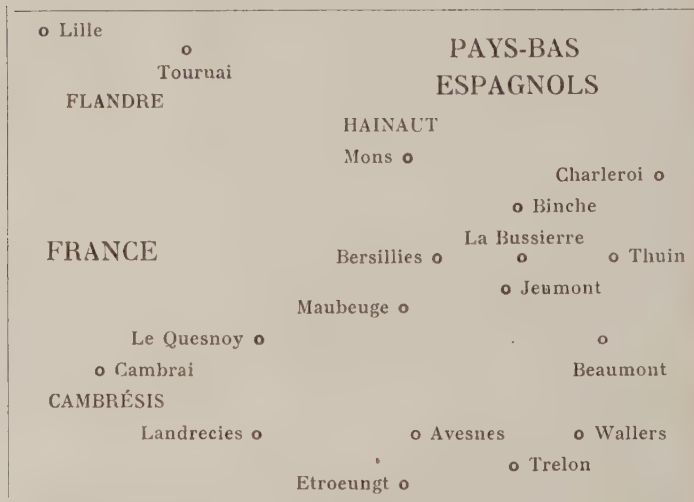 Lille
PAYS-BAS
ESPAGNOLS
Tournai
FLANDRE
HAINAUT
Mons
Charleroi
Binche
La Bussierre
FRANCE
Bersillies
Thuin
Jeumont
Maubeuge
Le Quesnoy
Cambrai
Beaumont
CAMBRÉSIS
Landrecies
Avesnes
Wallers
Trelon
Etroeungt